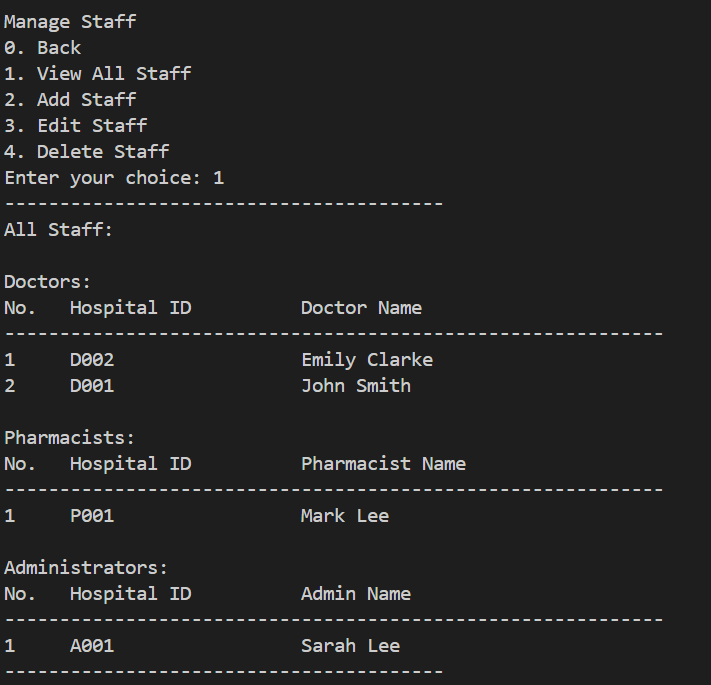 Manage Staff
0. Back
1. View All Staff
2. Add Staff
3. Edit Staff
4. Delete Staff
Enter your choice: 1
----------------------------------------
All Staff:

Doctors:
No.   Hospital ID          Doctor Name
------------------------------------------------------------
1     D002                 Emily Clarke
2     D001                 John Smith

Pharmacists:
No.   Hospital ID          Pharmacist Name
------------------------------------------------------------
1     P001                 Mark Lee

Administrators:
No.   Hospital ID          Admin Name
------------------------------------------------------------
1     A001                 Sarah Lee
----------------------------------------